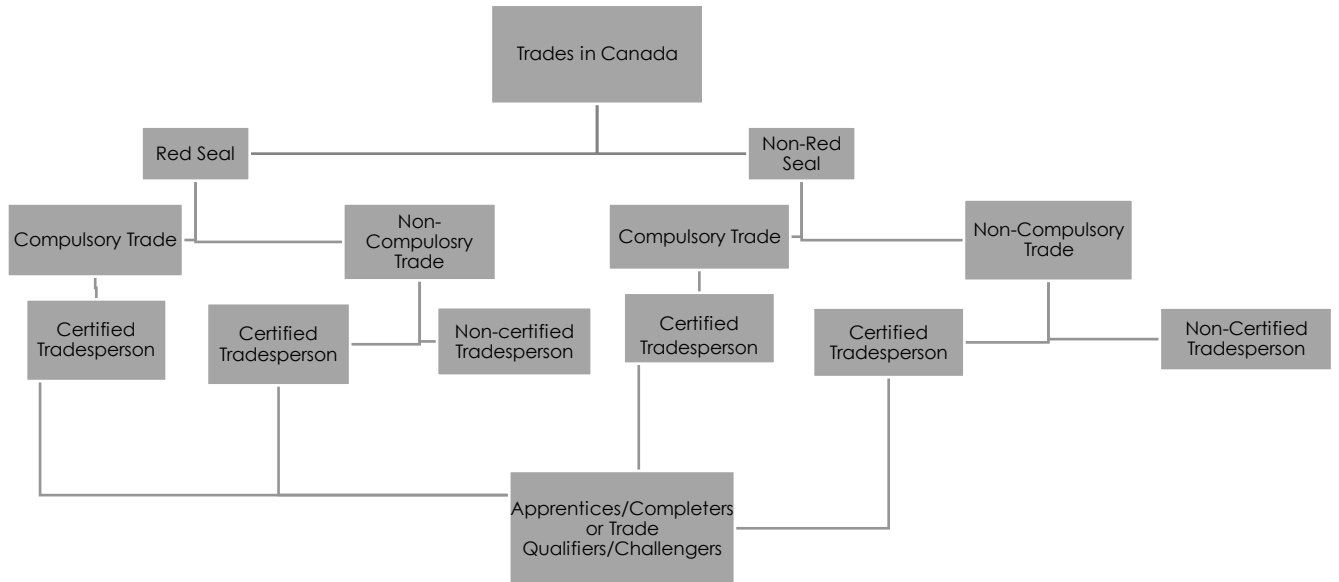 Trades in Canada
Red Seal
Non-Red
Seal
Compulsory Trade
Non-
Compulosry
Trade
Compulsory Trade
Non-Compulsory
Trade
Certified
Tradesperson
Certified
Tradesperson
Non-certified
Tradesperson
Certified
Tradesperson
Certified
Tradesperson
Non-Certified
Tradesperson
Apprentices/Completers
or Trade
Qualifiers/Challengers